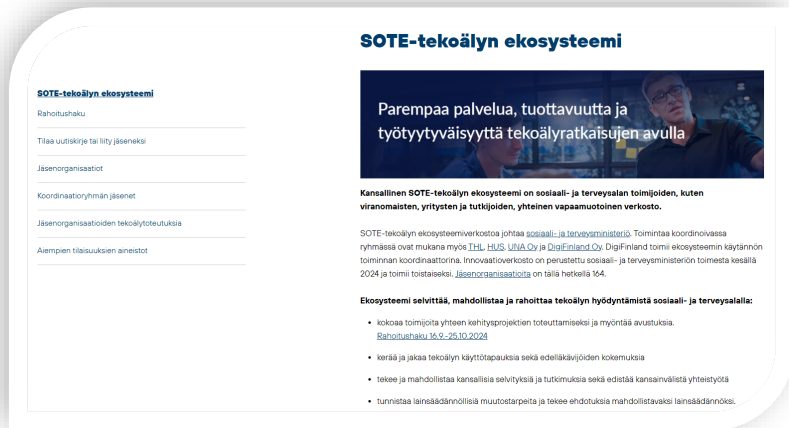 SOTE-tekoälyn ekosysteemi
SOTE-tekoälyn ekosysteemi
Rahoitushaku
Tilaa uutiskirje tai liity jäseneksi
Jäsenorganisaatiot
Koordinaatioryhmän jäsenet
Jäsenorganisaatioiden tekoälytoteutuksia
Aiempien tilaisuuksien aineistot
Parempaa palvelua, tuottavuutta ja
työtyytyväisyyttä tekoälyratkaisujen avulla
Kansallinen SOTE-tekoälyn ekosysteemi on sosiaali- ja terveysalan toimijoiden, kuten
viranomaisten, yritysten ja tutkijoiden, yhteinen vapaamuotoinen verkosto.
SOTE-tekoälyn ekosysteemiverkostoa johtaa sosiaali- ja terveysministeriö. Toimintaa koordinoivassa
ryhmässä ovat mukana myös THL, HUS, UNA Oy ja DigiFinland Oy. DigiFinland toimii ekosysteemin käytännön
toiminnan koordinaattorina. Innovaatioverkosto on perustettu sosiaali- ja terveysministeriön toimesta kesällä
2024 ja toimii toistaiseksi. Jäsenorganisaatioita on tällä hetkellä 164.
Ekosysteemi selvittää, mahdollistaa ja rahoittaa tekoälyn hyödyntämistä sosiaali- ja terveysalalla:
• kokoaa toimijoita yhteen kehitysprojektien toteuttamiseksi ja myöntää avustuksia.
Rahoitushaku 16.9.-25.10.2024
• kerää ja jakaa tekoälyn käyttötapauksia sekä edelläkävijöiden kokemuksia
• tekee ja mahdollistaa kansallisia selvityksiä ja tutkimuksia sekä edistää kansainvälistä yhteistyötä
• tunnistaa lainsäädännöllisiä muutostarpeita ja tekee ehdotuksia mahdollistavaksi lainsäädännöksi.